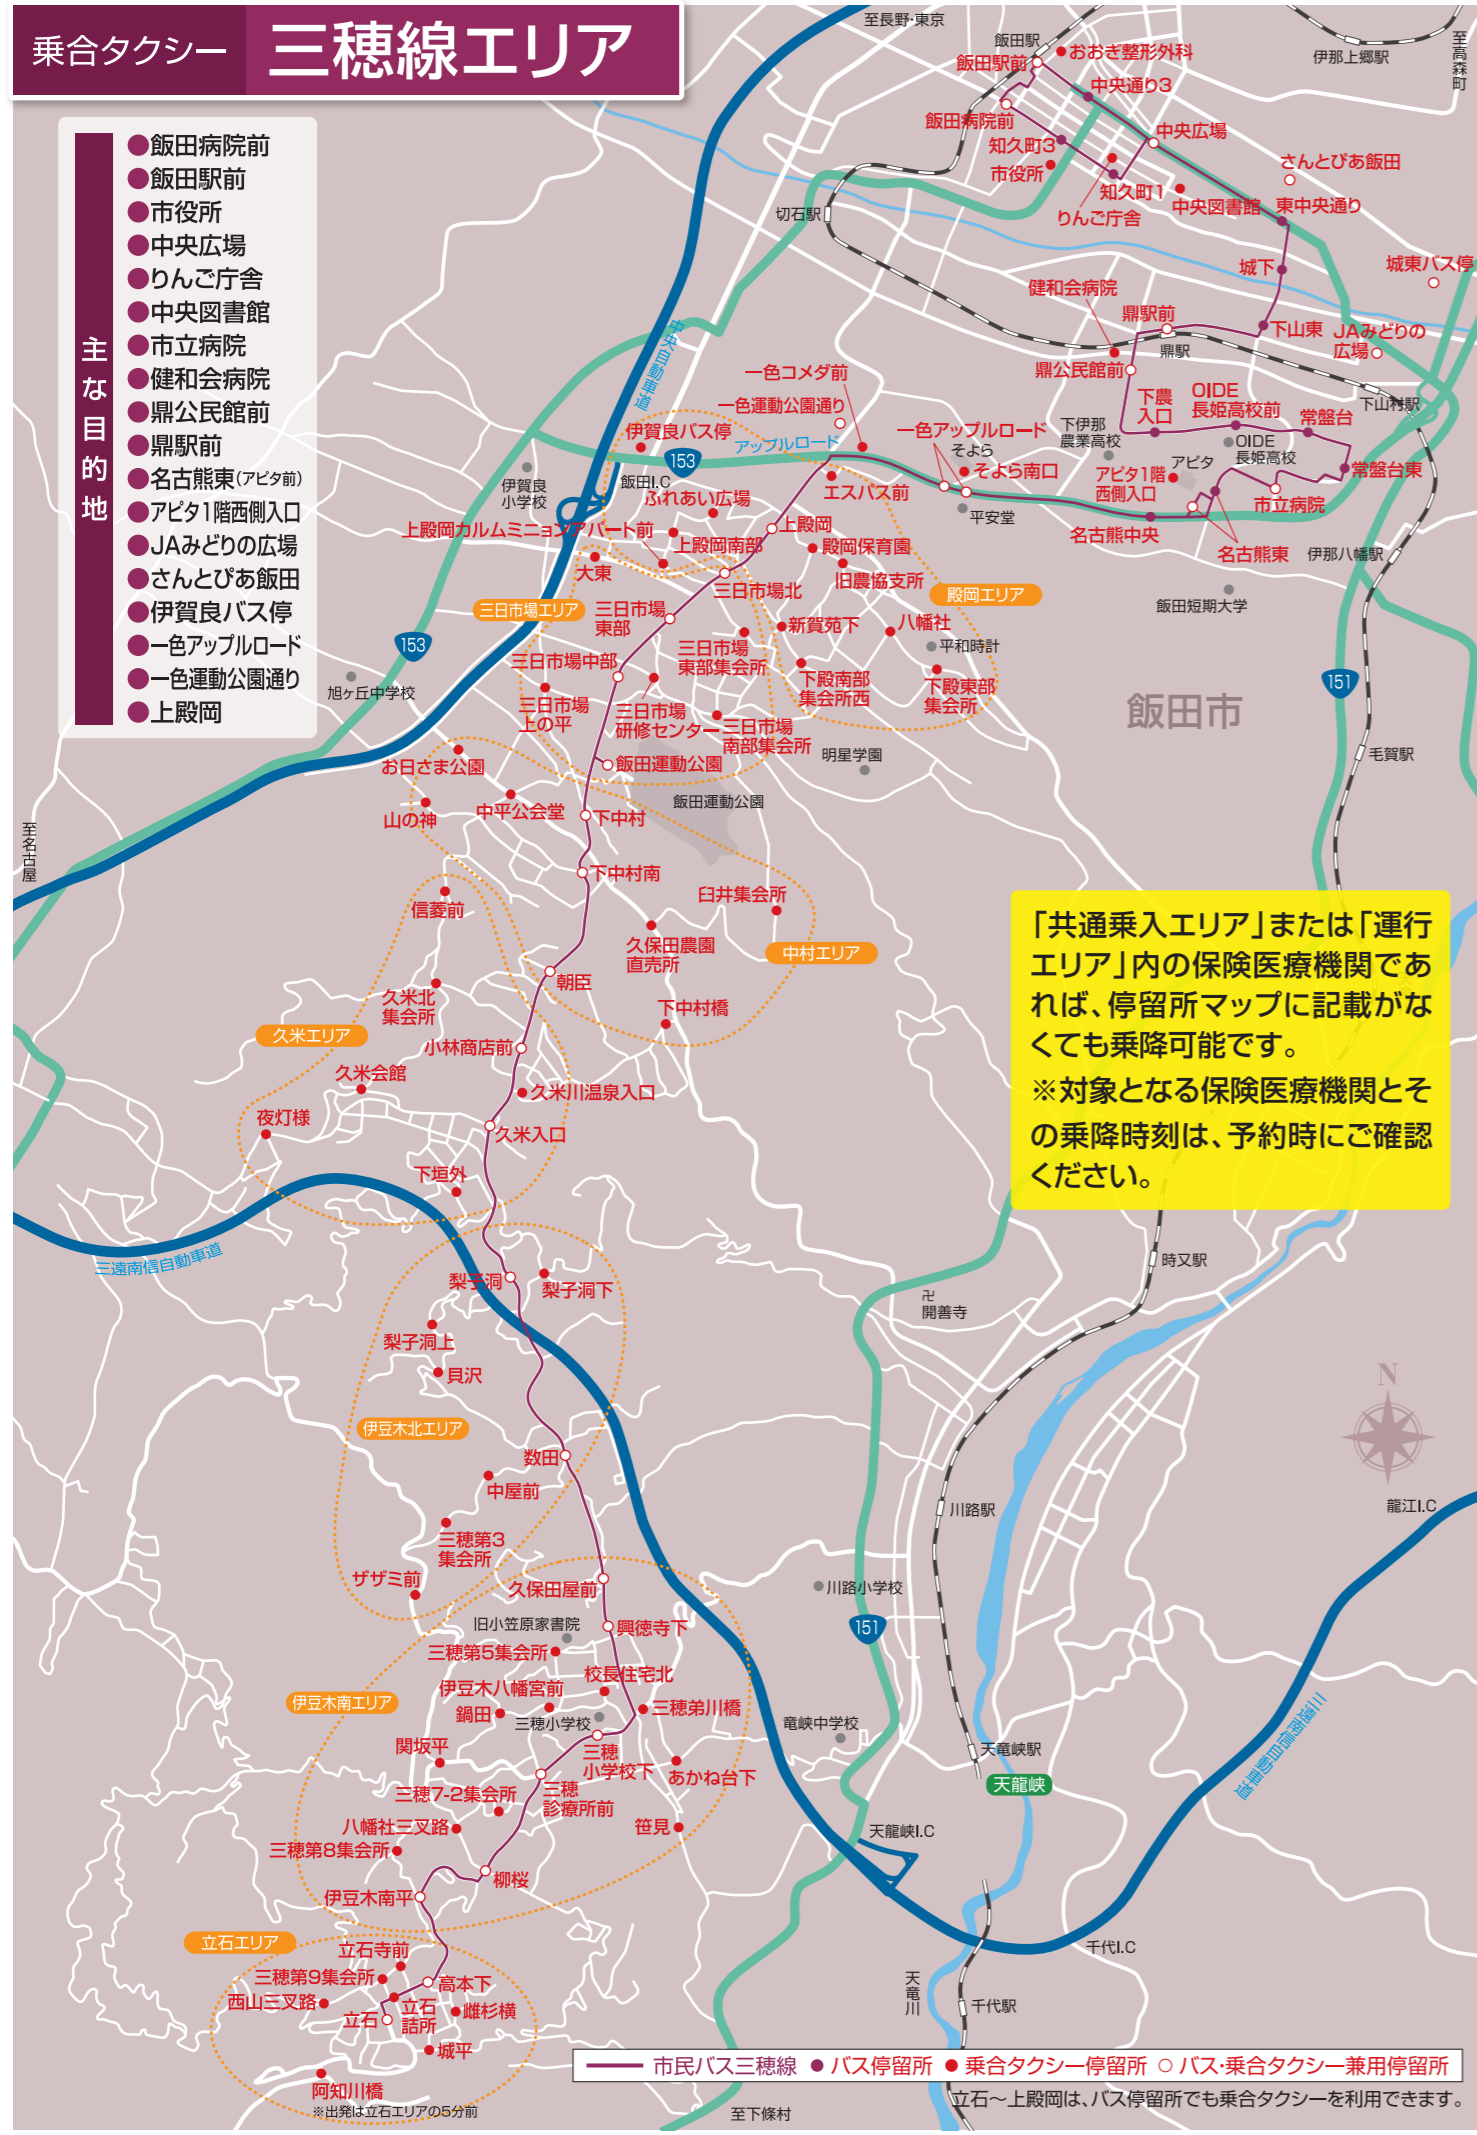 乗合タクシー 三穂線エリア
主な目的地
●飯田病院前
●飯田駅前
●市役所
●中央広場
●りんご庁舎
●中央図書館
●市立病院
●健和会病院
●鼎公民館前
●鼎駅前
●名古熊東(アピタ前)
●アピタ1階西側入口
●JAみどりの広場
●さんとぴあ飯田
●伊賀良バス停
●一色アップルロード
●一色運動公園通り
●上殿岡
至長野・東京
飯田駅
飯田駅前
おおぎ整形外科
伊那上郷駅
至高森町
中央通り3
飯田病院前
中央広場
知久町3
市役所
さんとぴあ飯田
知久町1
中央図書館
東中央通り
りんご庁舎
切石駅
城下
城東バス停
健和会病院
鼎駅前
下山東
JAみどりの
広場
鼎駅
鼎公民館前
中央自動車道
一色コメダ前
一色運動公園通り
下農
入口
OIDE
長姫高校前
常盤台
下山村駅
伊賀良バス停
アップルロード
一色アップルロード
下伊那
農業高校
OIDE
長姫高校
153
飯田I.C
そよら
そよら南口
アピタ
常盤台東
伊賀良
小学校
ふれあい広場
エスパス前
アピタ1階
西側入口
市立病院
平安堂
上殿岡カルムミニョンアパート前
上殿岡南部
上殿岡
殿岡保育園
名古熊中央
名古熊東
伊那八幡駅
大東
旧農協支所
三日市場北
殿岡エリア
飯田短期大学
三日市場エリア
三日市場
東部
新賀苑下
八幡社
153
三日市場
東部集会所
平和時計
三日市場中部
下殿南部
集会所西
下殿東部
集会所
旭ヶ丘中学校
三日市場
上の平
三日市場
研修センター
三日市場
南部集会所
151
飯田市
お日さま公園
飯田運動公園
明星学園
毛賀駅
山の神
中平公会堂
下中村
飯田運動公園
至名古屋
下中村南
信菱前
臼井集会所
久保田農園
直売所
中村エリア
朝臣
久米北
集会所
下中村橋
久米エリア
小林商店前
久米会館
久米川温泉入口
夜灯様
久米入口
下垣外
「共通乗入エリア」または「運行
エリア」内の保険医療機関であ
れば、停留所マップに記載がな
くても乗降可能です。
※対象となる保険医療機関とそ
の乗降時刻は、予約時にご確認
ください。
三遠南信自動車道
時又駅
梨子洞
梨子洞下
卍
開善寺
梨子洞上
貝沢
N
伊豆木北エリア
数田
中屋前
龍江I.C
川路駅
三穂第3
集会所
ザザミ前
久保田屋前
川路小学校
旧小笠原家書院
興徳寺下
151
三穂第5集会所
校長住宅北
伊豆木八幡宮前
伊豆木南エリア
鍋田
三穂小学校
三穂弟川橋
竜峡中学校
関坂平
三穂
小学校下
天竜峡駅
三遠南信自動車道
あかね台下
天龍峡
三穂7-2集会所
三穂
診療所前
八幡社三叉路
笹見
天龍峡I.C
三穂第8集会所
柳桜
伊豆木南平
立石エリア
千代I.C
立石寺前
三穂第9集会所
高本下
西山三叉路
立石
立石
詰所
雌杉横
天竜川
千代駅
城平
阿知川橋
※出発は立石エリアの5分前
市民バス三穂線 ●バス停留所 ●乗合タクシー停留所 ○バス・乗合タクシー兼用停留所
立石～上殿岡は、バス停留所でも乗合タクシーを利用できます。
至下條村